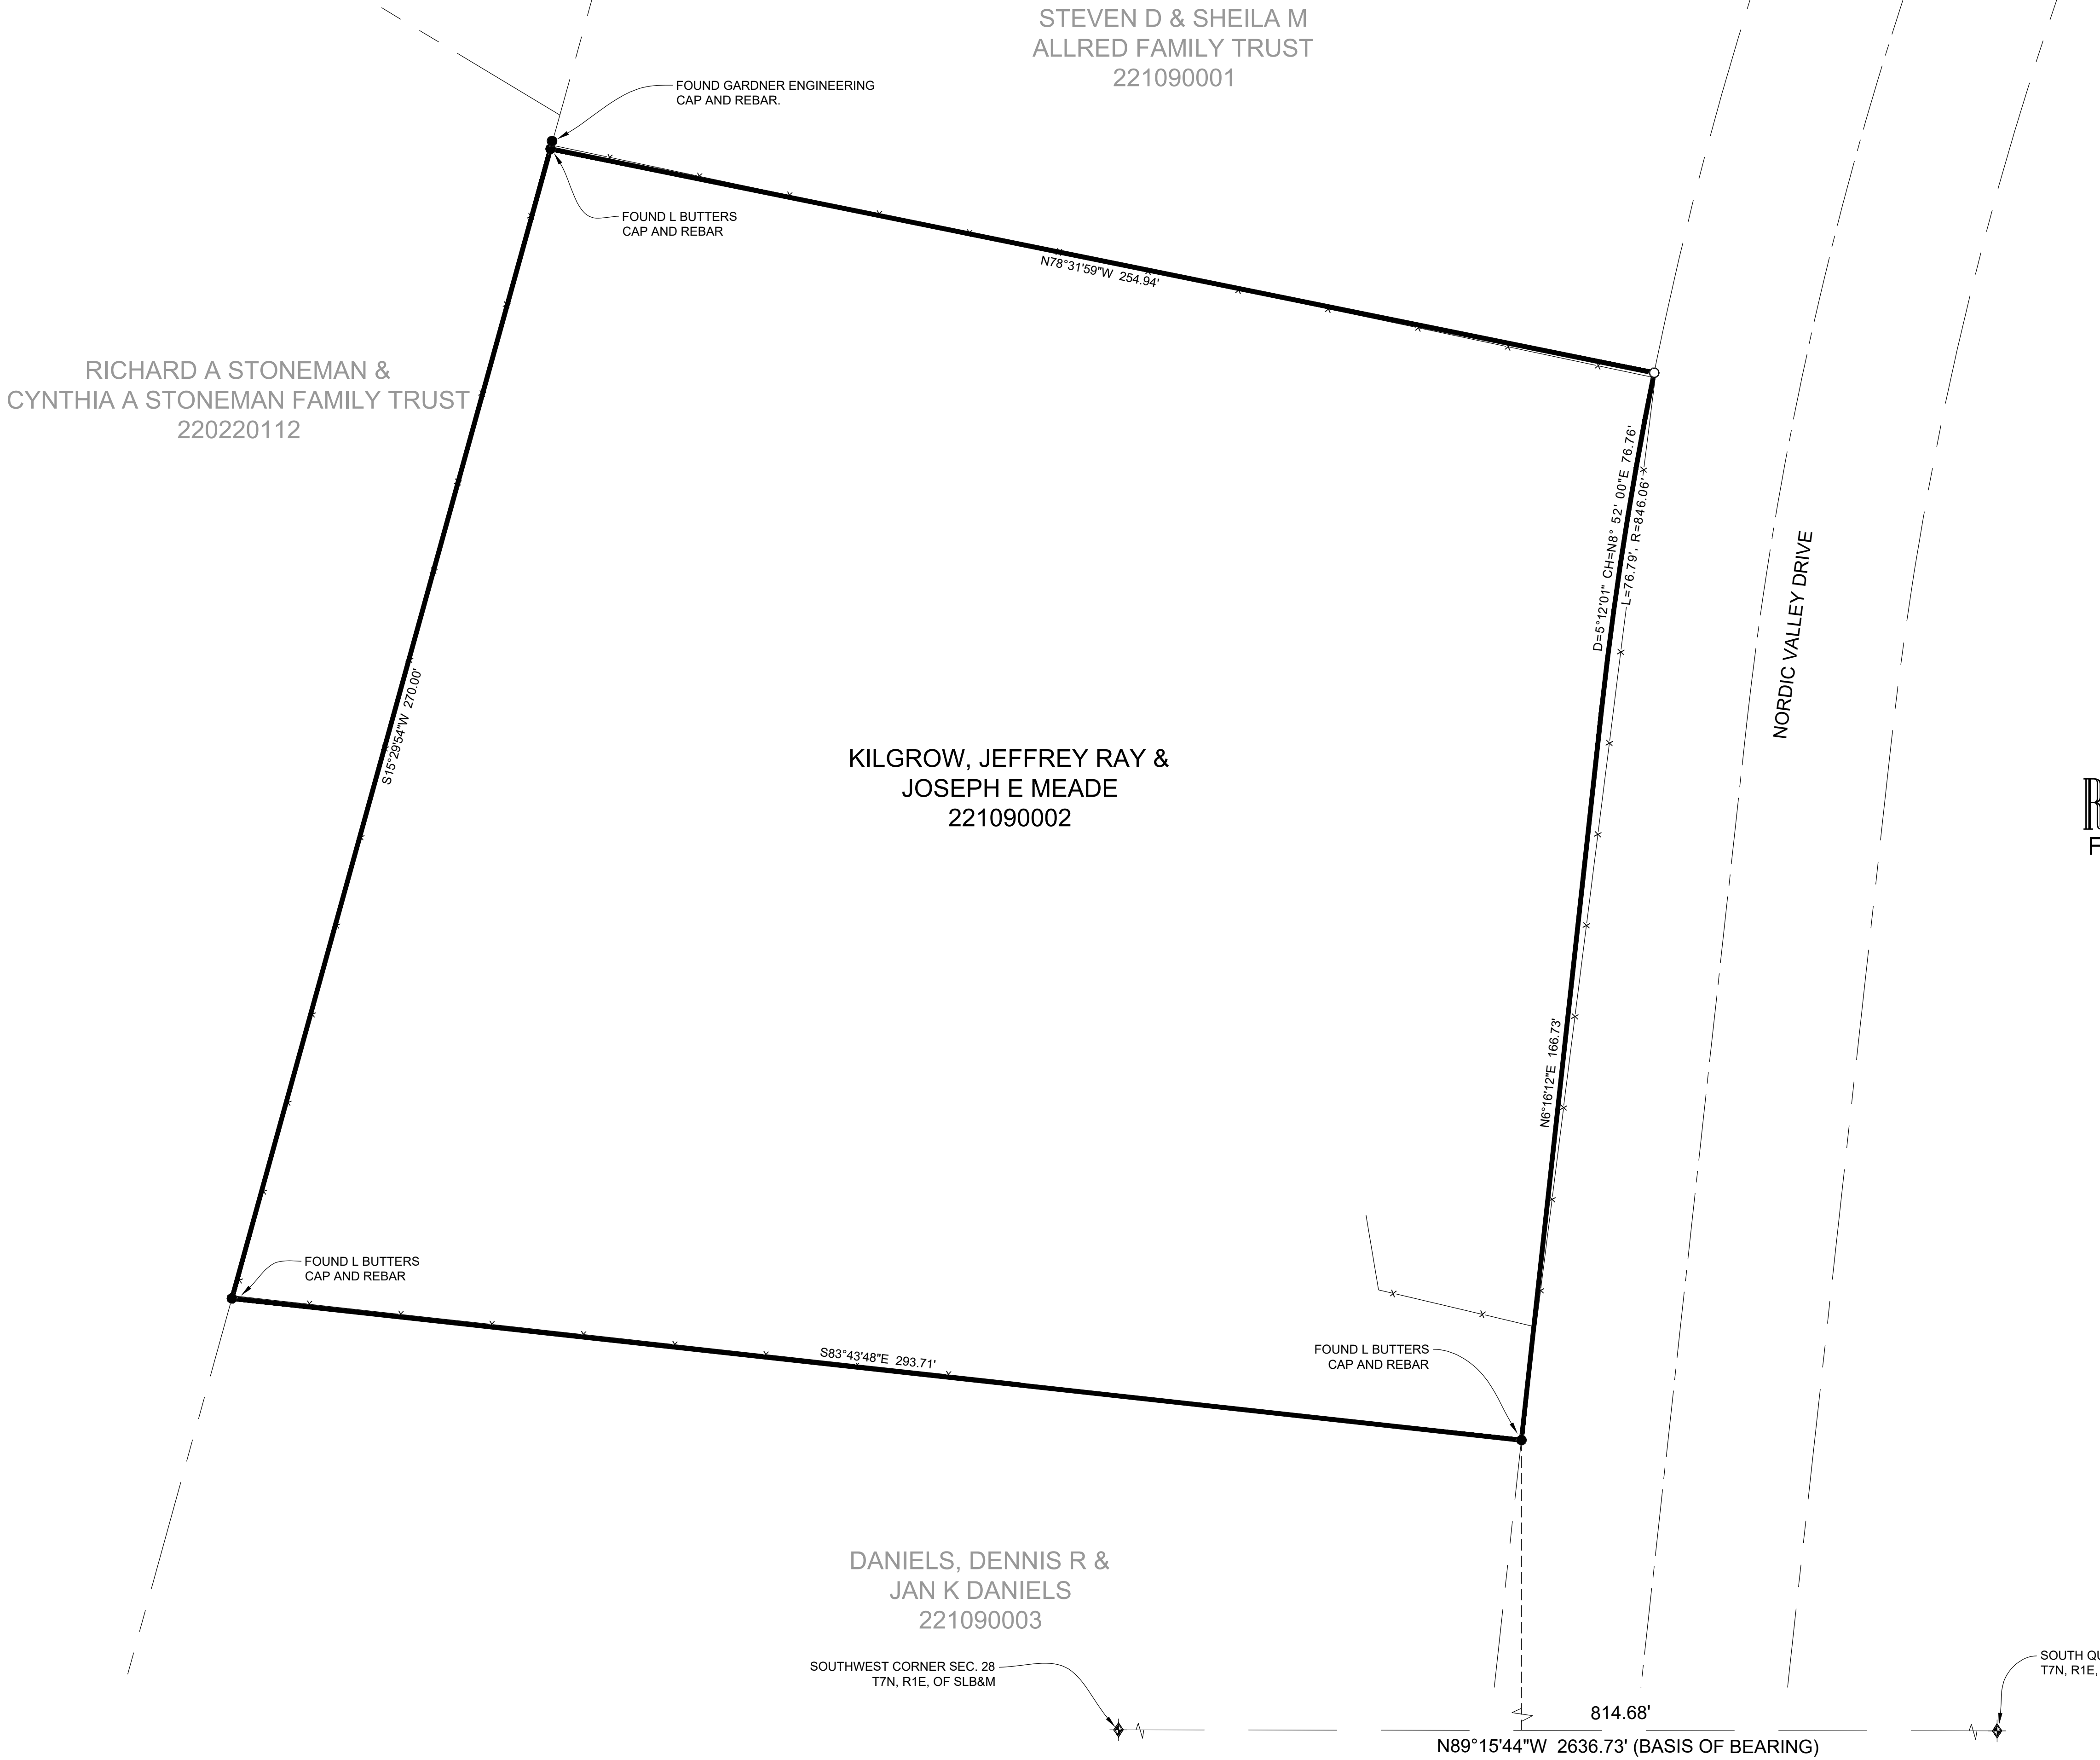 STEVEN D & SHEILA M
ALLRED FAMILY TRUST
221090001
FOUND GARDNER ENGINEERING
CAP AND REBAR.
FOUND L BUTTERS
CAP AND REBAR
N78°31'59"W 254.94'
RICHARD A STONEMAN &
CYNTHIA A STONEMAN FAMILY TRUST
220220112
D=5°12'01" CH=N8° 52' 00"E 76.76'
L=76.79', R=846.06'
NORDIC VALLEY DRIVE
S15°29'54"W 270.00'
KILGROW, JEFFREY RAY &
JOSEPH E MEADE
221090002
R
F
N6°16'12"E 166.73'
FOUND L BUTTERS
CAP AND REBAR
FOUND L BUTTERS
CAP AND REBAR
S83°43'48"E 293.71'
DANIELS, DENNIS R &
JAN K DANIELS
221090003
SOUTHWEST CORNER SEC. 28
T7N, R1E, OF SLB&M
SOUTH QU
T7N, R1E,
814.68'
N89°15'44"W 2636.73' (BASIS OF BEARING)